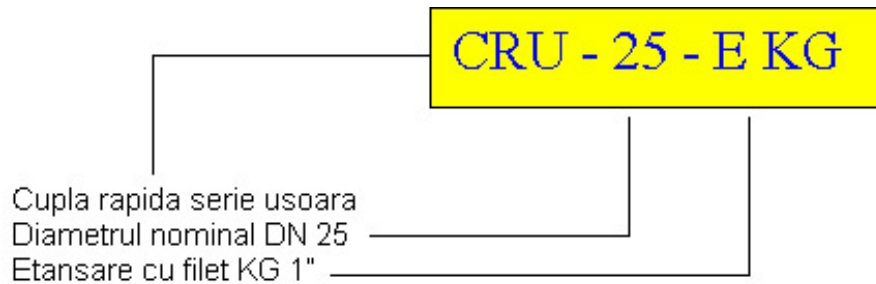 CRU - 25 - E KG
Cupla rapida serie usoara
Diametrul nominal DN 25
Etansare cu filet KG 1"